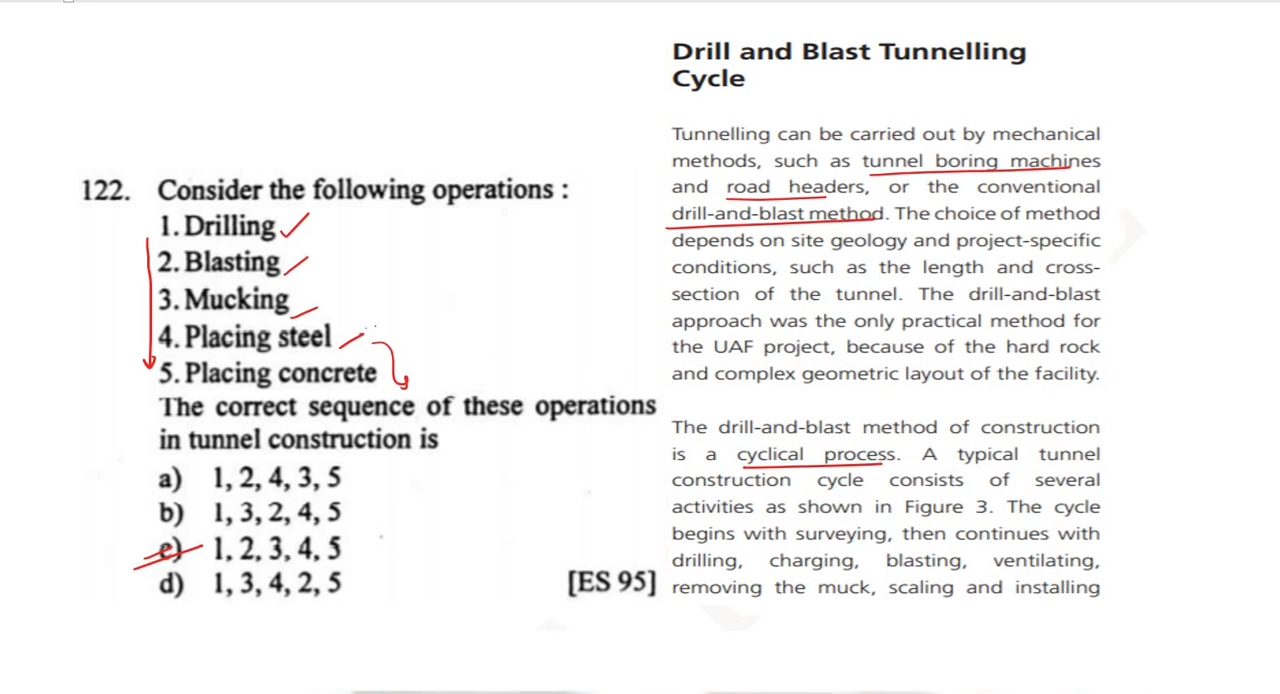 122. Consider the following operations :
1. Drilling
2. Blasting
3. Mucking
4. Placing steel
5. Placing concrete
The correct sequence of these operations
in tunnel construction is
a) 1, 2, 4, 3, 5
b) 1, 3, 2, 4, 5
c) 1, 2, 3, 4, 5
d) 1, 3, 4, 2, 5 [ES 95]
Drill and Blast Tunnelling
Cycle
Tunnelling can be carried out by mechanical
methods, such as tunnel boring machines
and road headers, or the conventional
drill-and-blast method. The choice of method
depends on site geology and project-specific
conditions, such as the length and cross-
section of the tunnel. The drill-and-blast
approach was the only practical method for
the UAF project, because of the hard rock
and complex geometric layout of the facility.
The drill-and-blast method of construction
is a cyclical process. A typical tunnel
construction cycle consists of several
activities as shown in Figure 3. The cycle
begins with surveying, then continues with
drilling, charging, blasting, ventilating,
removing the muck, scaling and installing